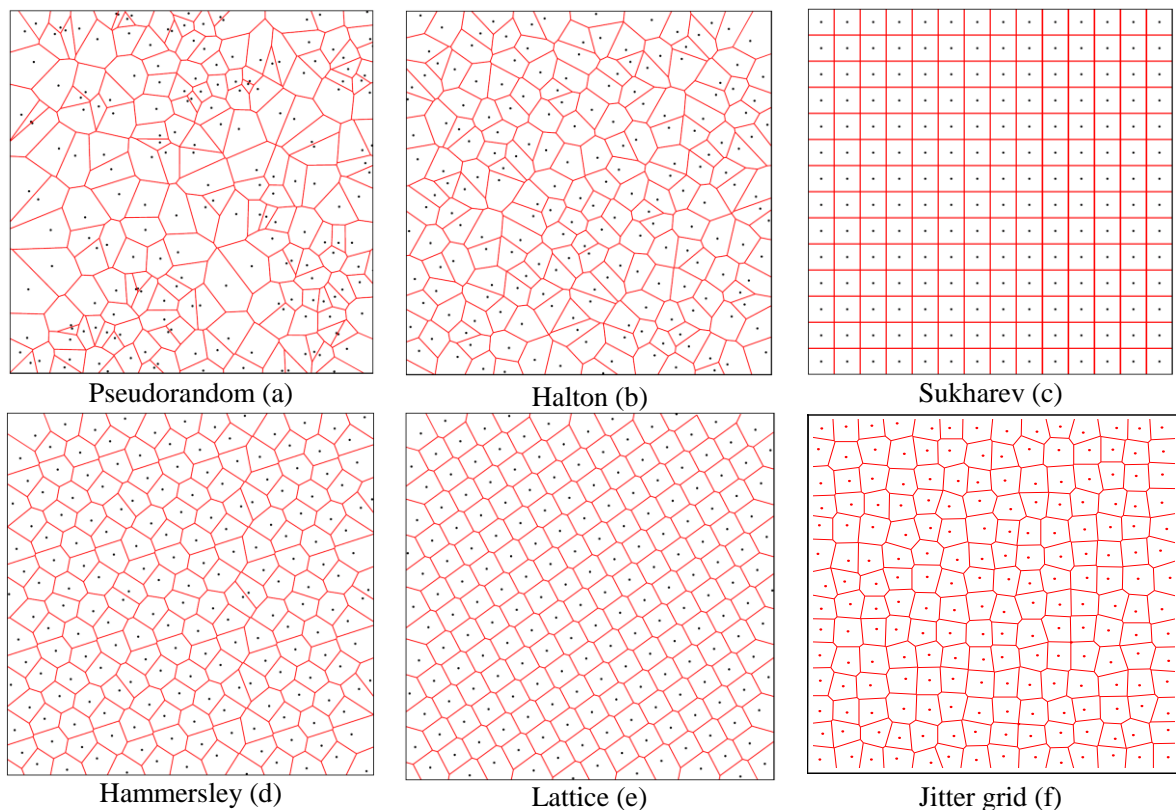 Pseudorandom (a)
Halton (b)
Sukharev (c)
Hammersley (d)
Lattice (e)
Jitter grid (f)